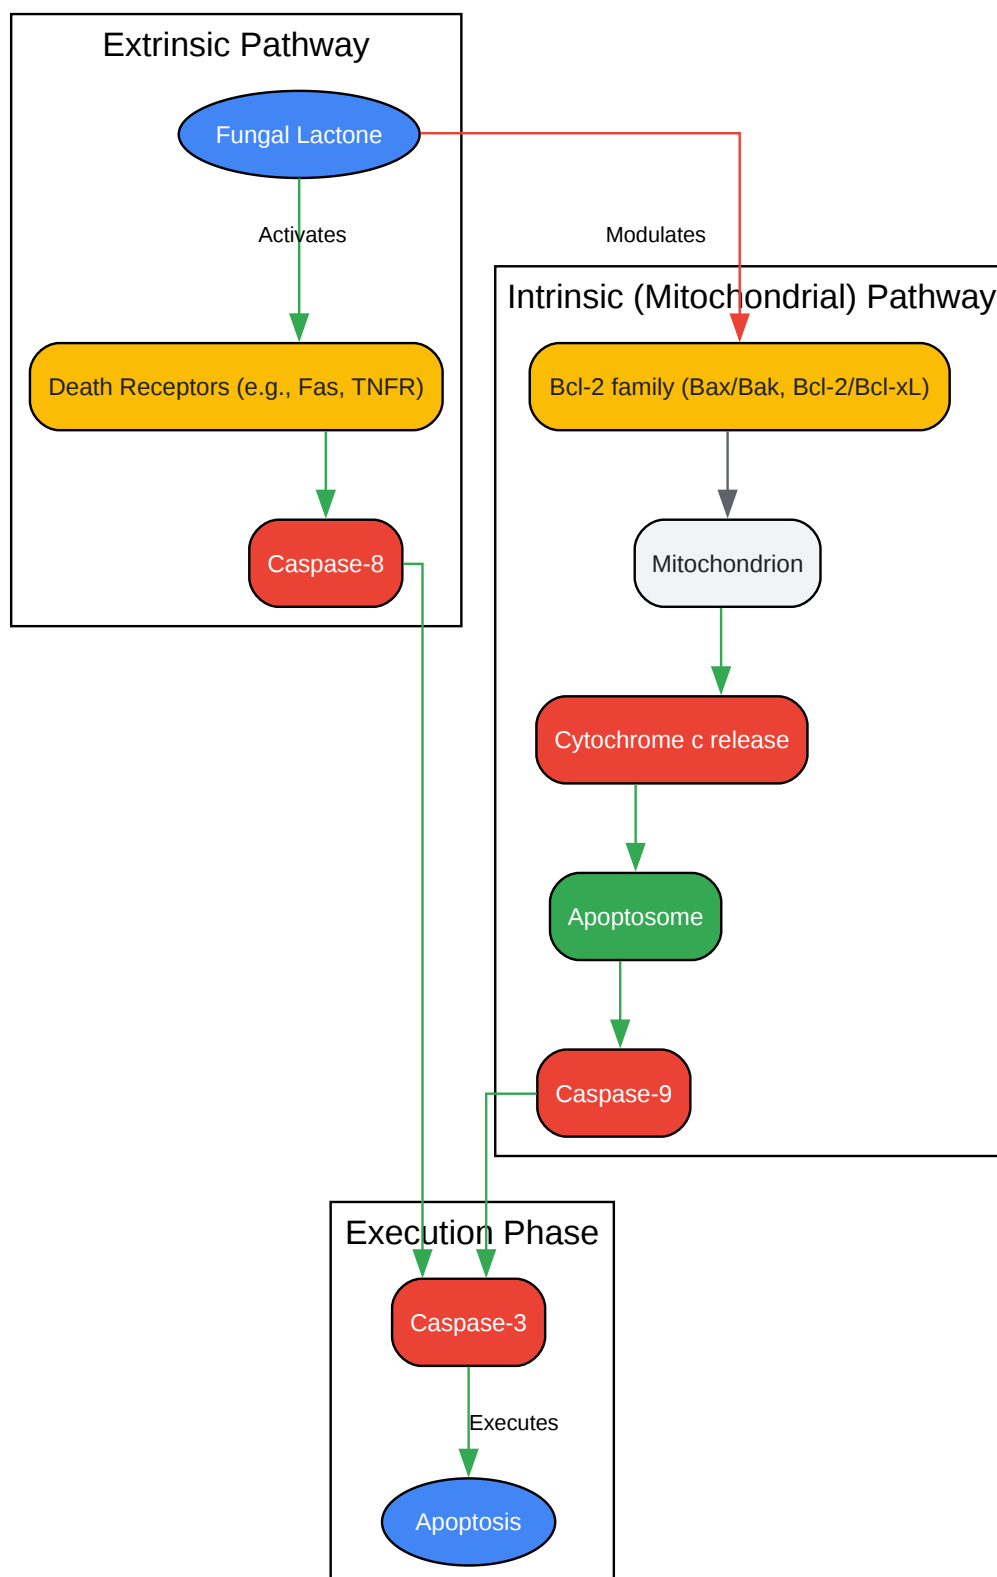 Extrinsic Pathway
Fungal Lactone
Activates
Modulates
Intrinsic (Mitochondrial) Pathway
Death Receptors (e.g., Fas, TNFR)
Bcl-2 family (Bax/Bak, Bcl-2/Bcl-xL)
Caspase-8
Mitochondrion
Cytochrome c release
Apoptosome
Caspase-9
Execution Phase
Caspase-3
Executes
Apoptosis